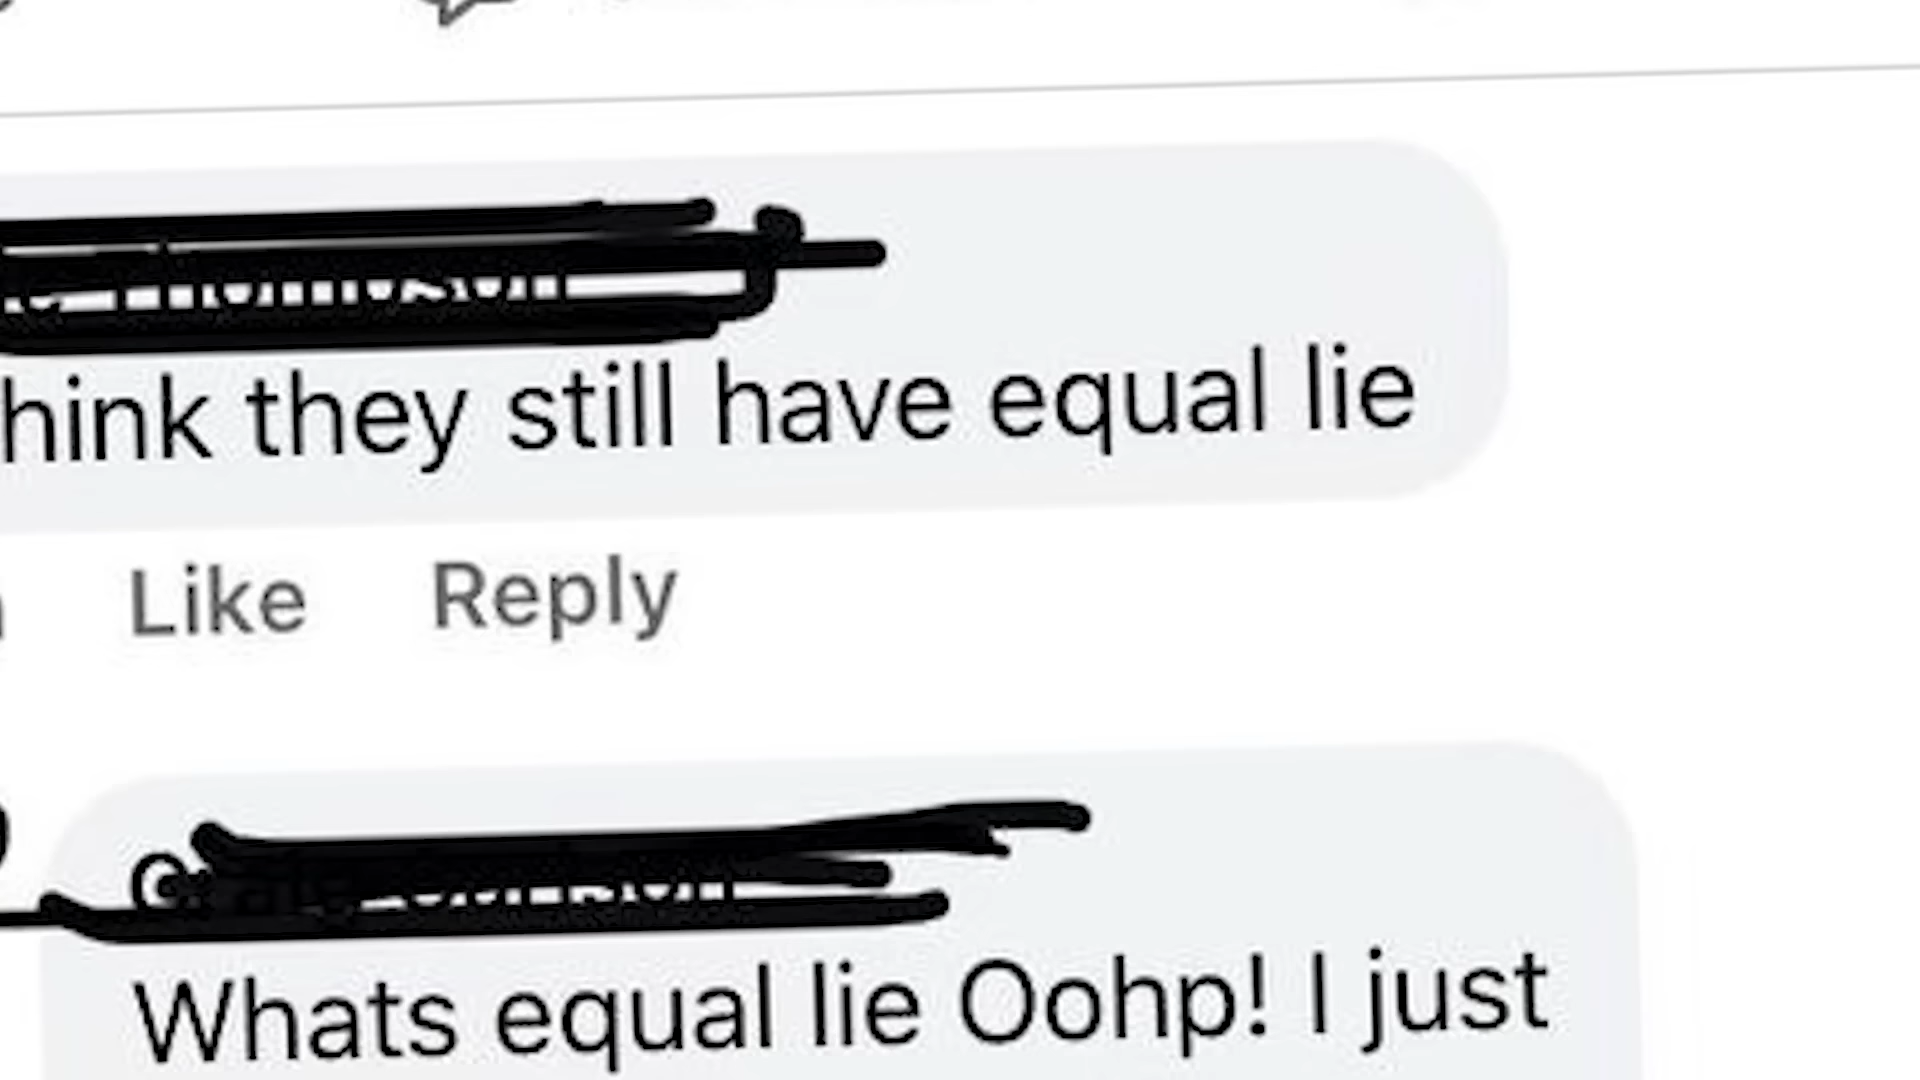 hink they still have equal lie
Like Reply
Whats equal lie Oohp! I just